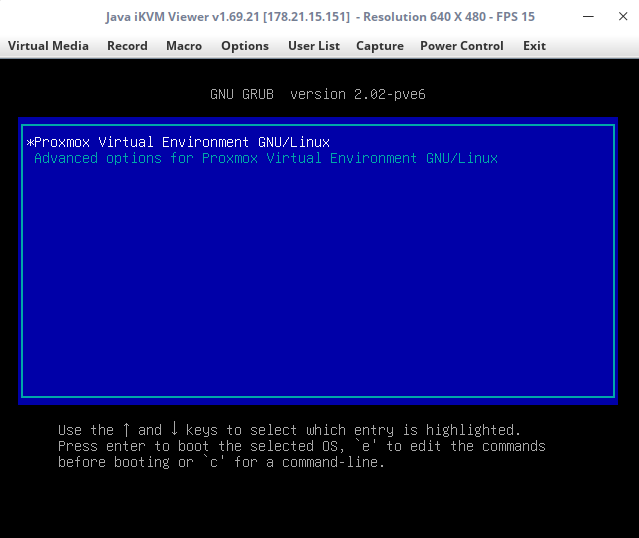 Java iKVM Viewer v1.69.21 [178.21.15.151]  - Resolution 640 X 480 - FPS 15
Virtual Media Record Macro Options User List Capture Power Control Exit
GNU GRUB  version 2.02-pve6
*Proxmox Virtual Environment GNU/Linux
Advanced options for Proxmox Virtual Environment GNU/Linux
Use the ↑ and ↓ keys to select which entry is highlighted.
Press enter to boot the selected OS, `e' to edit the commands
before booting or `c' for a command-line.